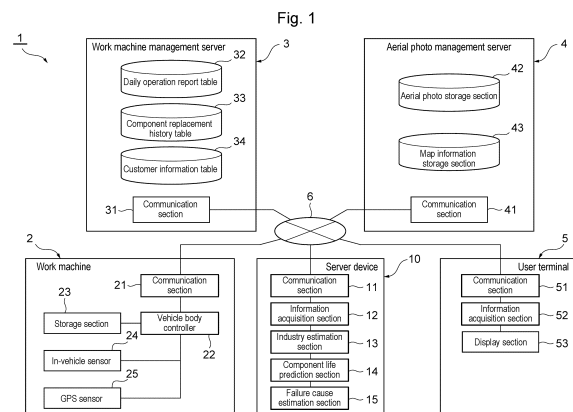 Fig. 1
1
Work machine management server
3
32
Daily operation report table
33
Component replacement
history table
34
Customer information table
31
Communication
section
Aerial photo management server
4
42
Aerial photo storage section
43
Map information
storage section
Communication
section
41
6
2
Work machine
21
Communication
section
23
Storage section
Vehicle body
controller
22
24
In-vehicle sensor
25
GPS sensor
Server device
10
Communication
section
11
Information
acquisition section
12
Industry estimation
section
13
Component life
prediction section
14
Failure cause
estimation section
15
5
User terminal
Communication
section
51
Information
acquisition section
52
Display section
53